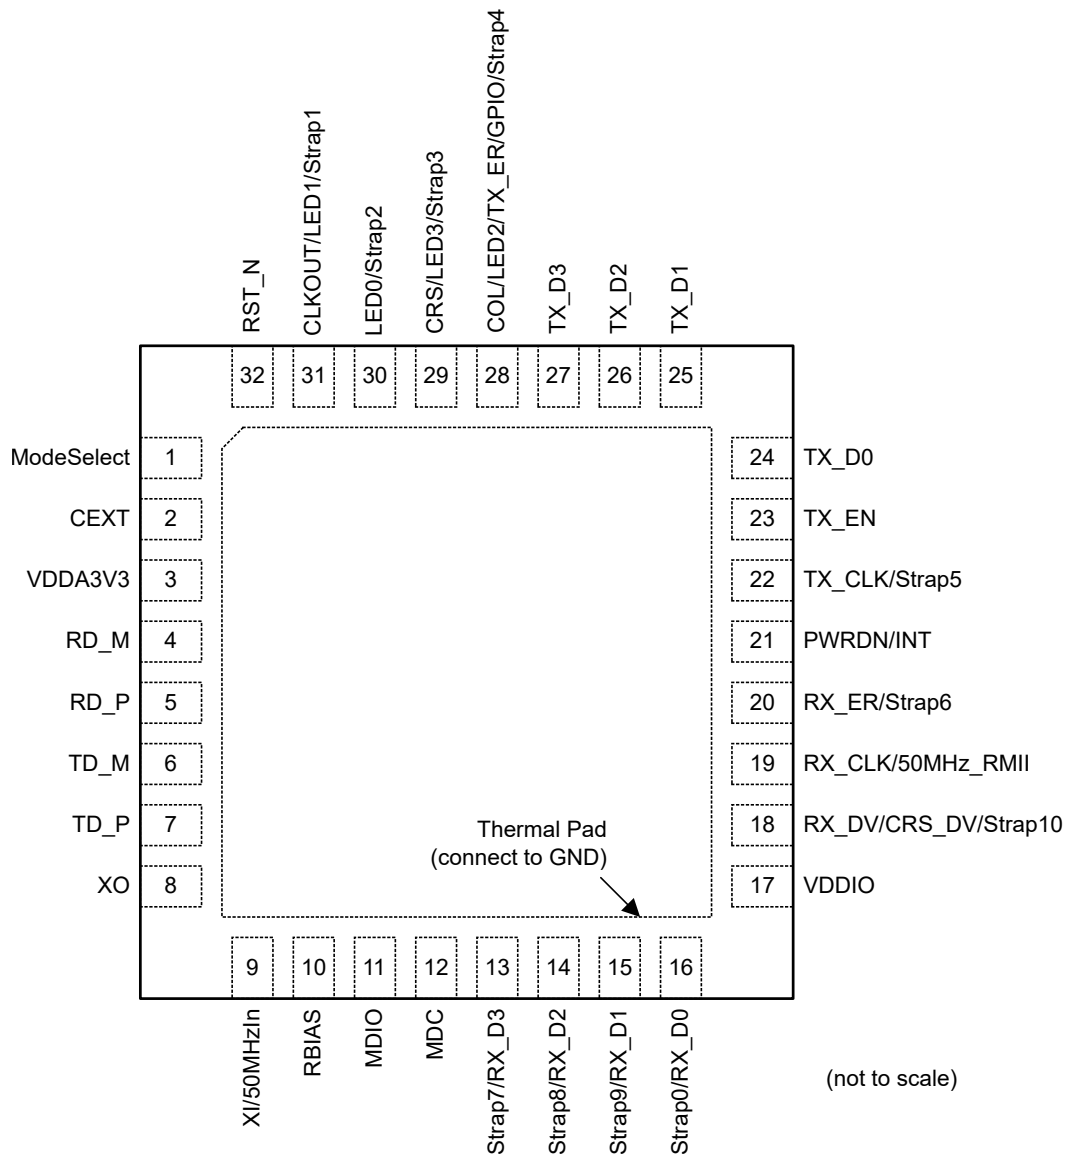 RST_N
CLKOUT/LED1/Strap1
LED0/Strap2
CRS/LED3/Strap3
COL/LED2/TX_ER/GPIO/Strap4
TX_D3
TX_D2
TX_D1
32
31
30
29
28
27
26
25
ModeSelect 1
CEXT 2
VDDA3V3 3
RD_M 4
RD_P 5
TD_M 6
TD_P 7
XO 8
24 TX_D0
23 TX_EN
22 TX_CLK/Strap5
21 PWRDN/INT
20 RX_ER/Strap6
19 RX_CLK/50MHz_RMII
18 RX_DV/CRS_DV/Strap10
17 VDDIO
Thermal Pad
(connect to GND)
9
10
11
12
13
14
15
16
XI/50MHzIn
RBIAS
MDIO
MDC
Strap7/RX_D3
Strap8/RX_D2
Strap9/RX_D1
Strap0/RX_D0
(not to scale)